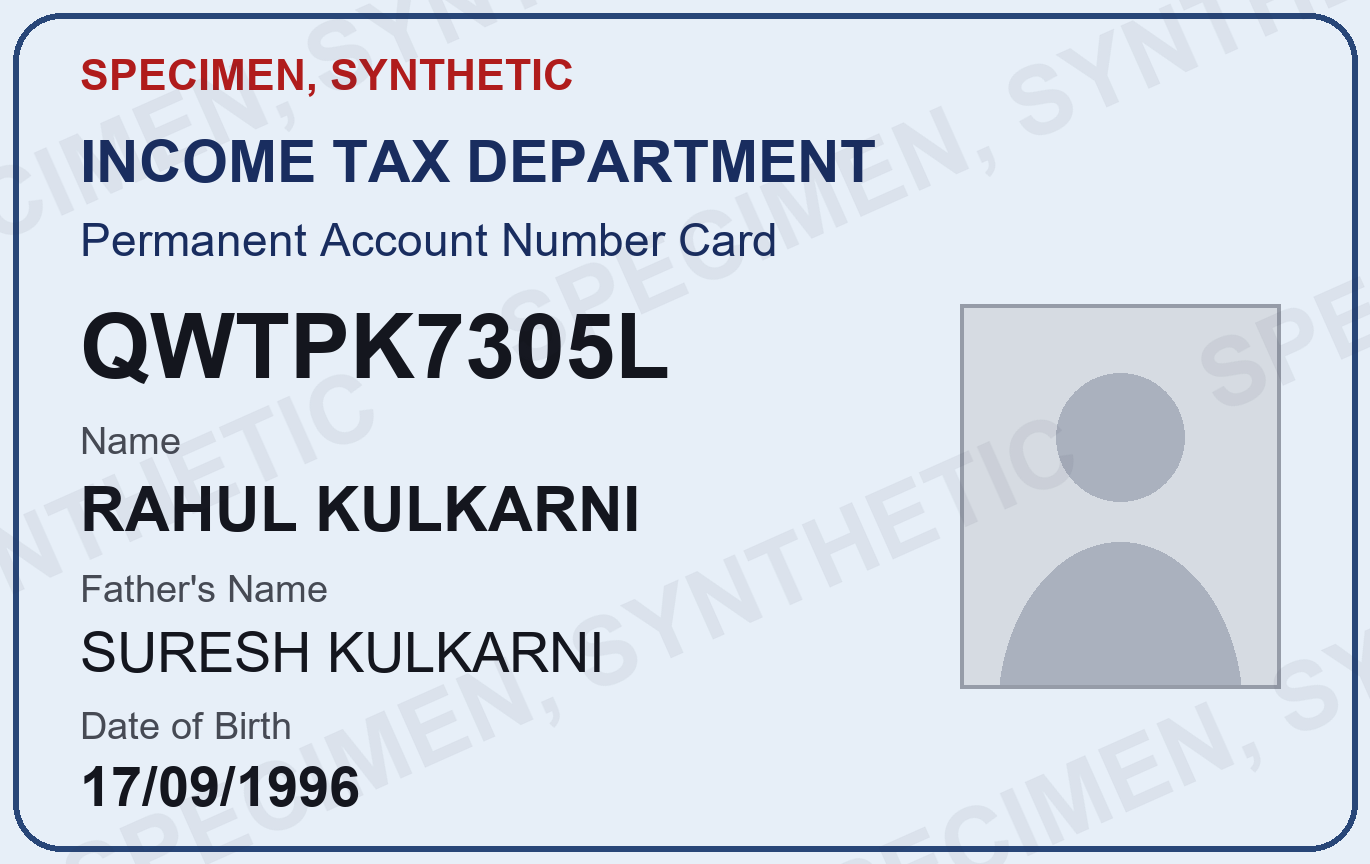 SPECIMEN, SYNTHETIC
INCOME TAX DEPARTMENT
Permanent Account Number Card
QWTPK7305L
Name
RAHUL KULKARNI
Father's Name
SURESH KULKARNI
Date of Birth
17/09/1996